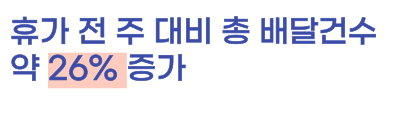 휴가 전 주 대비 총 배달건수
약 26% 증가